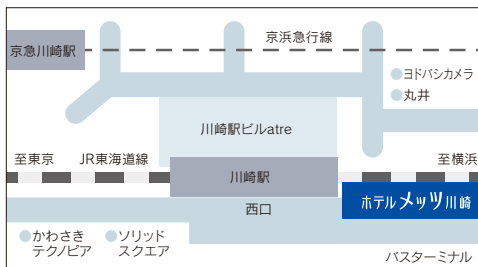 京浜急行線
京急川崎駅
ヨドバシカメラ
丸井
川崎駅ビルatre
至東京
JR東海道線
至横浜
川崎駅
ホテルメッツ川崎
西口
かわさき
テクノピア
ソリッド
スクエア
バスターミナル